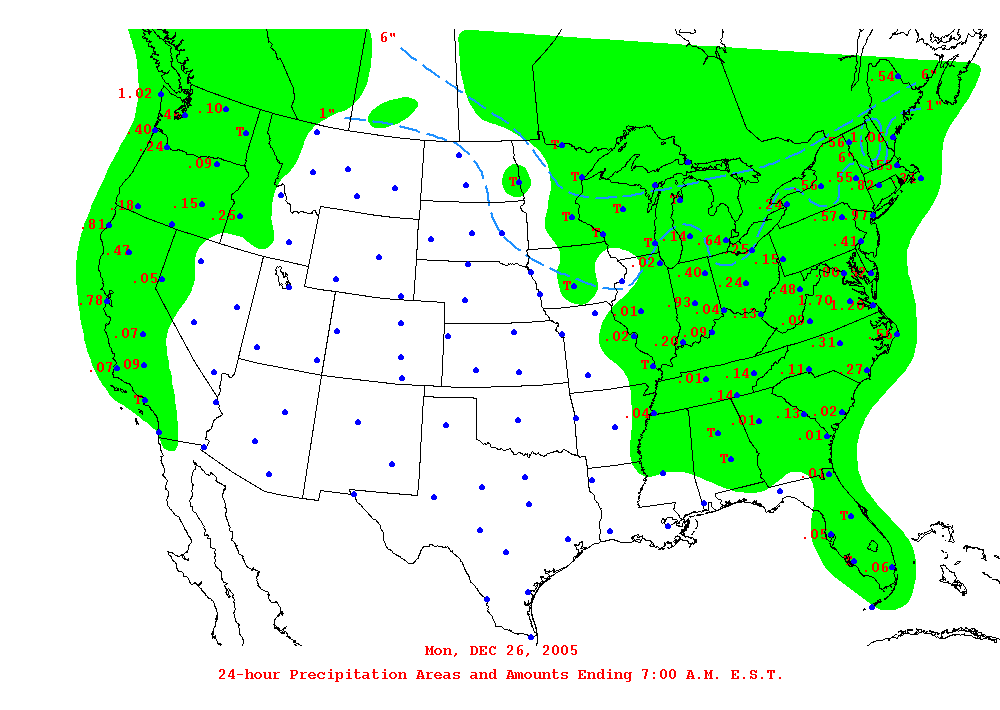 6"
.54 6"
1.02 1"
.10 1"
.40 T 1.06
.24 T .56
.09 T 6" .55
T .56 .55 .82
.18 .15 T T .24
.81 .25 T .57 .97
.47 T .14 .64 .25 .41
.05 .02 .40 .15
.78 T .24 .48
.93 .04 1.70 1.28
.07 .01 .13 .09
.02 .20 .09 .31
.07 .09 T .11 .27
.01 .14
T .14
.04 .01 .13 .02
T .01
T
T
.05
.06
Mon, DEC 26, 2005
24-hour Precipitation Areas and Amounts Ending 7:00 A.M. E.S.T.